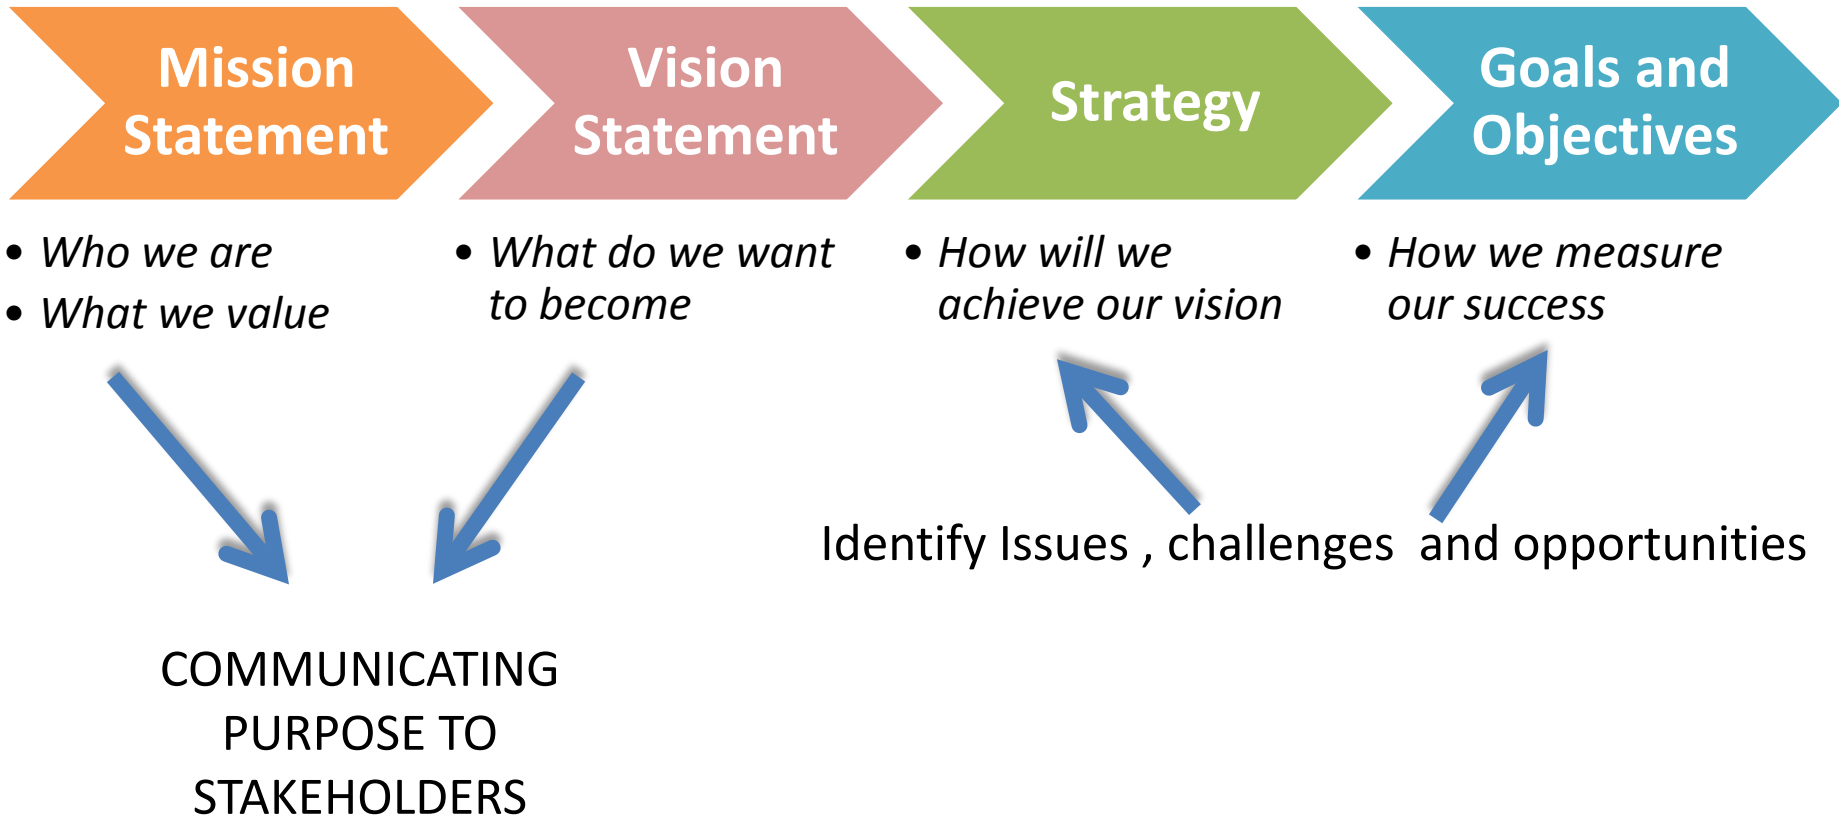 Mission
Statement
Vision
Statement
Strategy
Goals and
Objectives
• Who we are
• What we value
• What do we want
to become
• How will we
achieve our vision
• How we measure
our success
Identify Issues , challenges  and opportunities
COMMUNICATING
PURPOSE TO
STAKEHOLDERS